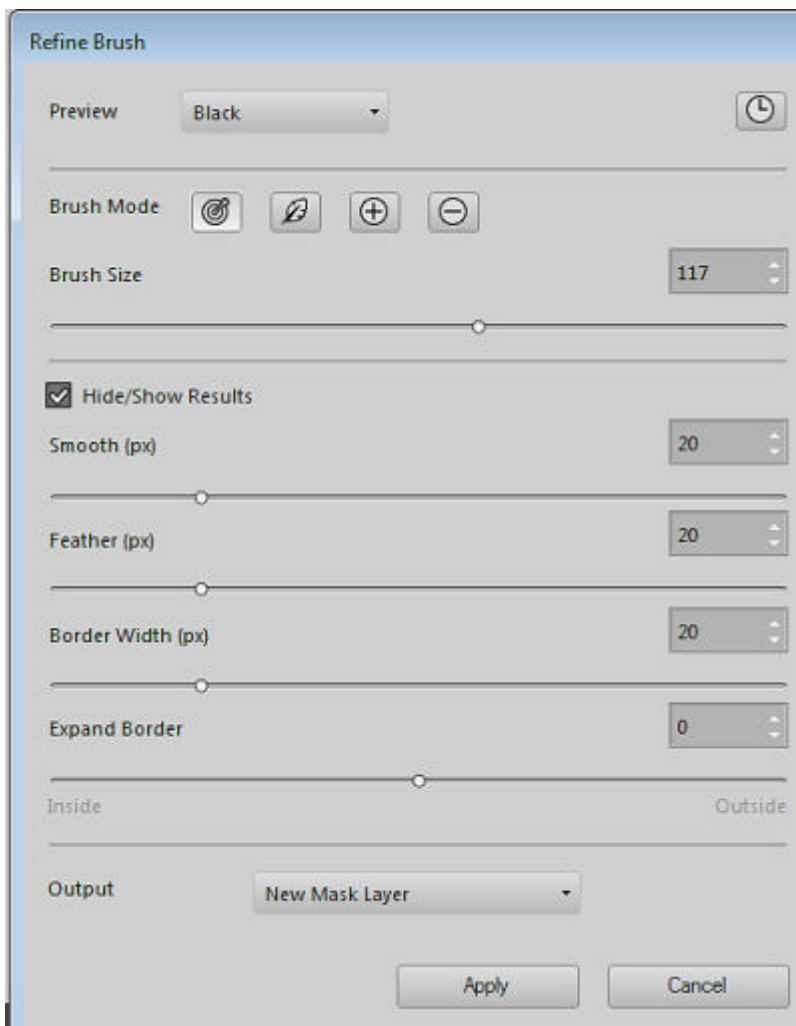 Refine Brush
Preview Black
Brush Mode
Brush Size 117
Hide/Show Results
Smooth (px) 20
Feather (px) 20
Border Width (px) 20
Expand Border 0
Inside Outside
Output New Mask Layer
Apply Cancel